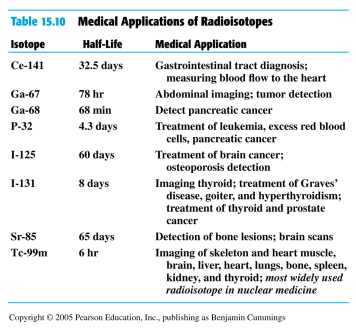 Table 15.10 Medical Applications of Radioisotopes
Isotope Half-Life Medical Application
Ce-141 32.5 days Gastrointestinal tract diagnosis;
measuring blood flow to the heart
Ga-67 78 hr Abdominal imaging; tumor detection
Ga-68 68 min Detect pancreatic cancer
P-32 4.3 days Treatment of leukemia, excess red blood
cells, pancreatic cancer
I-125 60 days Treatment of brain cancer;
osteoporosis detection
I-131 8 days Imaging thyroid; treatment of Graves'
disease, goiter, and hyperthyroidism;
treatment of thyroid and prostate
cancer
Sr-85 65 days Detection of bone lesions; brain scans
Tc-99m 6 hr Imaging of skeleton and heart muscle,
brain, liver, heart, lungs, bone, spleen,
kidney, and thyroid; most widely used
radioisotope in nuclear medicine
Copyright © 2005 Pearson Education, Inc., publishing as Benjamin Cummings